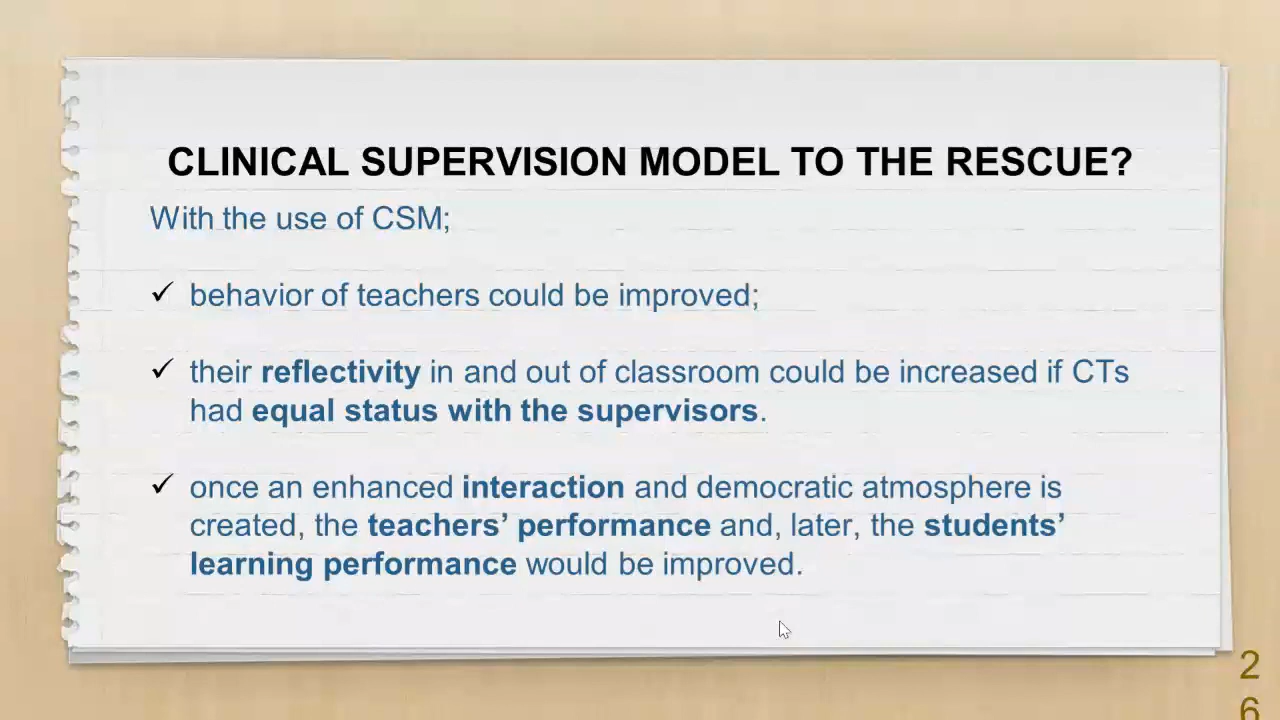 CLINICAL SUPERVISION MODEL TO THE RESCUE?
With the use of CSM;
✓ behavior of teachers could be improved;
✓ their reflectivity in and out of classroom could be increased if CTs
had equal status with the supervisors.
✓ once an enhanced interaction and democratic atmosphere is
created, the teachers’ performance and, later, the students’
learning performance would be improved.
2
6